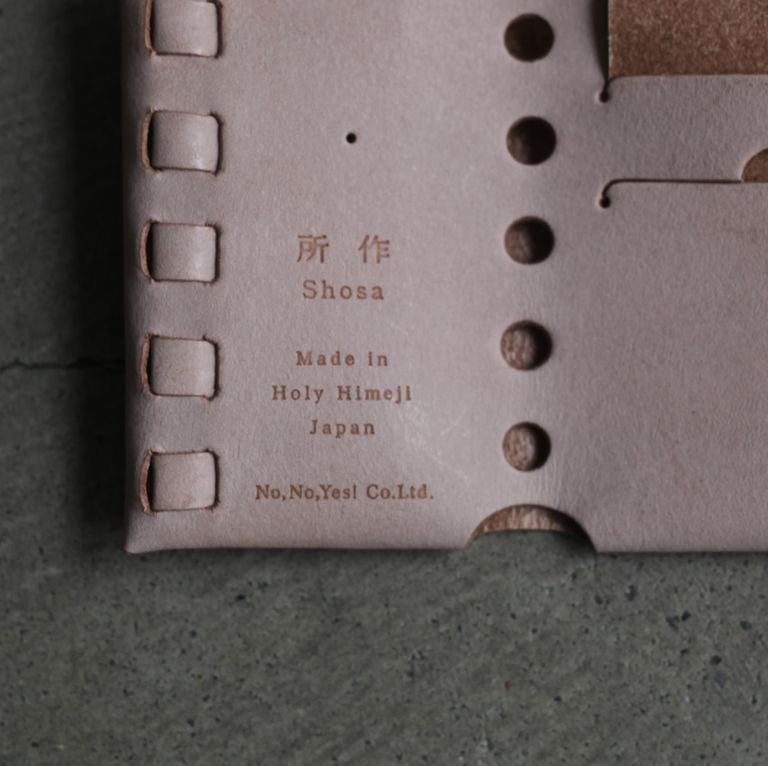 所 作
Shosa
Made in
Holy Himeji
Japan
No,No,Yes! Co.Ltd.